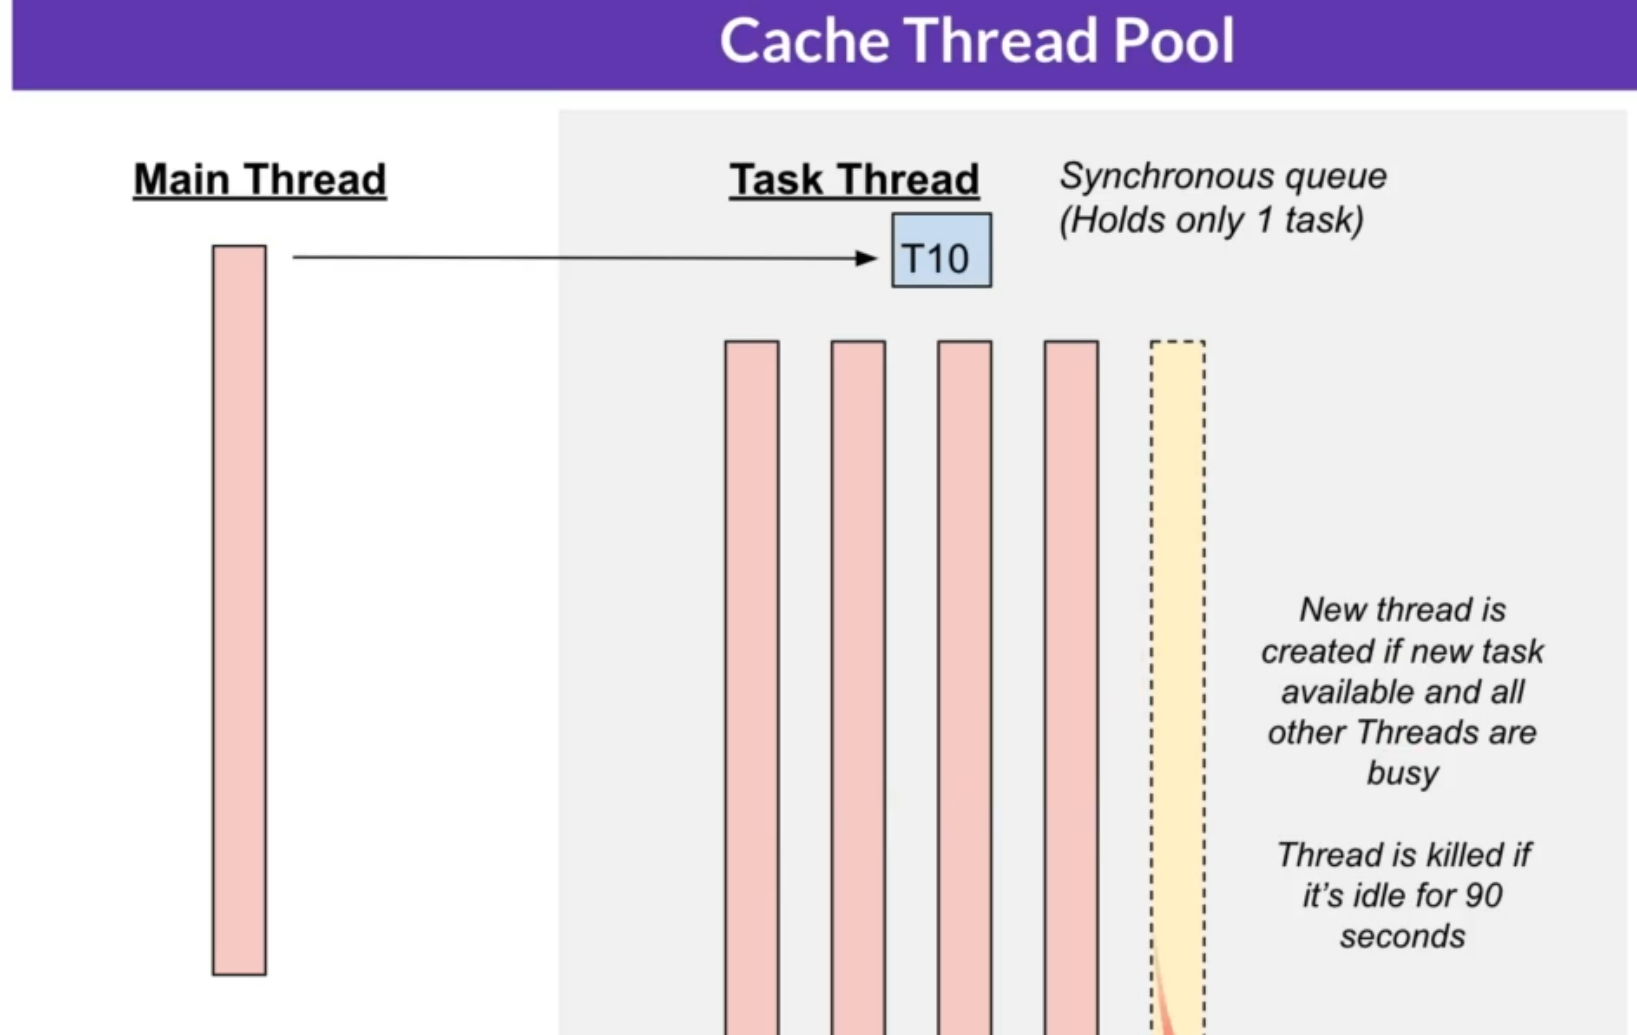 Cache Thread Pool
Main Thread
Task Thread
Synchronous queue
(Holds only 1 task)
T10
New thread is
created if new task
available and all
other Threads are
busy
Thread is killed if
it's idle for 90
seconds